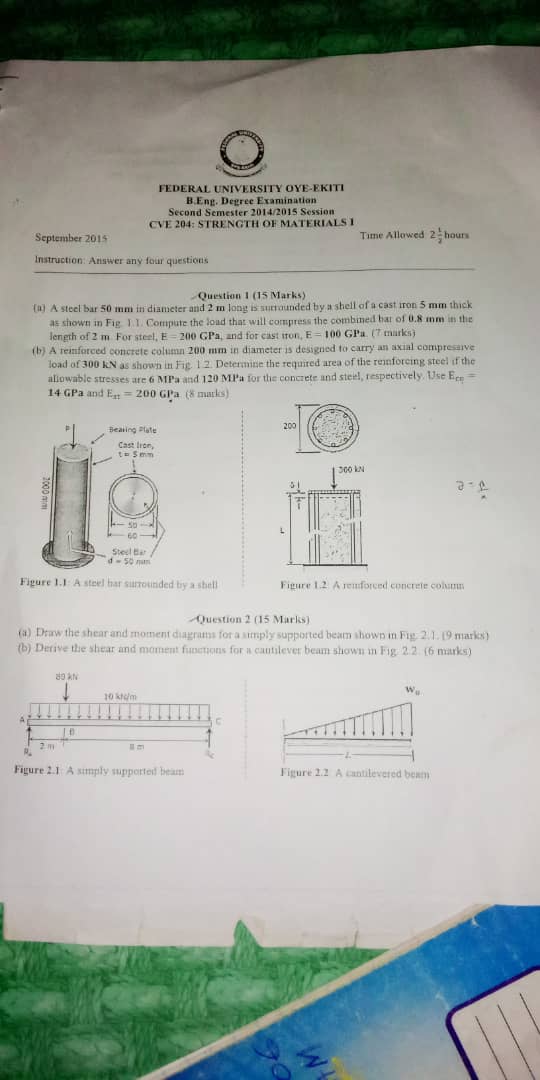 FEDERAL UNIVERSITY OYE-EKITI
B.Eng. Degree Examination
Second Semester 2014/2015 Session
CVE 204: STRENGTH OF MATERIALS I
September 2015
Time Allowed: 2 1/2 hours
Instruction: Answer any four questions
Question 1 (15 Marks)
(a) A steel bar 50 mm in diameter and 2 m long is surrounded by a shell of a cast iron 5 mm thick
as shown in Fig. 1.1. Compute the load that will compress the combined bar of 0.8 mm in the
length of 2 m. For steel, E = 200 GPa, and for cast iron, E = 100 GPa. (7 marks)
(b) A reinforced concrete column 200 mm in diameter is designed to carry an axial compressive
load of 300 kN as shown in Fig. 1.2. Determine the required area of the reinforcing steel if the
allowable stresses are 6 MPa and 120 MPa for the concrete and steel, respectively. Use Eco =
14 GPa and Est = 200 GPa (8 marks)
P
Bearing Plate
Cast Iron,
t = 5 mm
2000 mm
50
60
Steel Bar
d = 50 mm
200
300 kN
L
Figure 1.1: A steel bar surrounded by a shell
Figure 1.2: A reinforced concrete column
Question 2 (15 Marks)
(a) Draw the shear and moment diagrams for a simply supported beam shown in Fig. 2.1. (9 marks)
(b) Derive the shear and moment functions for a cantilever beam shown in Fig. 2.2. (6 marks)
80 kN
10 kN/m
A
B
C
2 m
8 m
RA
RC
Wo
L
Figure 2.1: A simply supported beam
Figure 2.2: A cantilevered beam